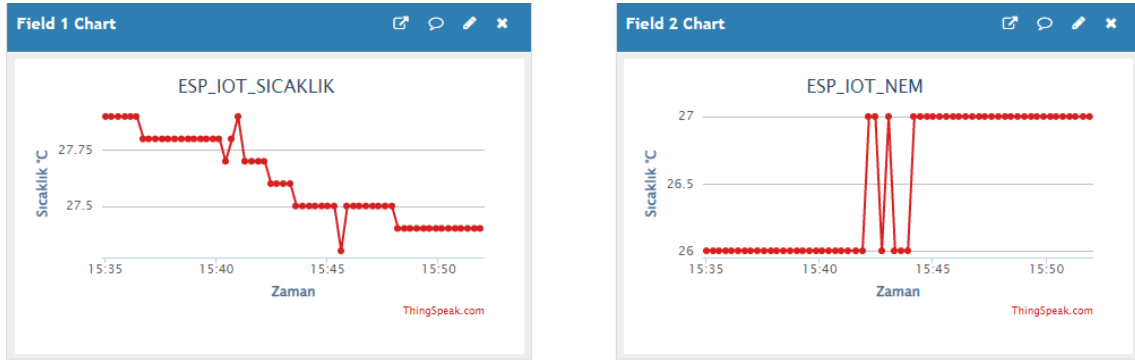 Field 1 Chart
ESP_IOT_SICAKLIK
Sıcaklık °C
27.75
27.5
15:35
15:40
15:45
15:50
Zaman
ThingSpeak.com
Field 2 Chart
ESP_IOT_NEM
Sıcaklık °C
27
26.5
26
15:35
15:40
15:45
15:50
Zaman
ThingSpeak.com